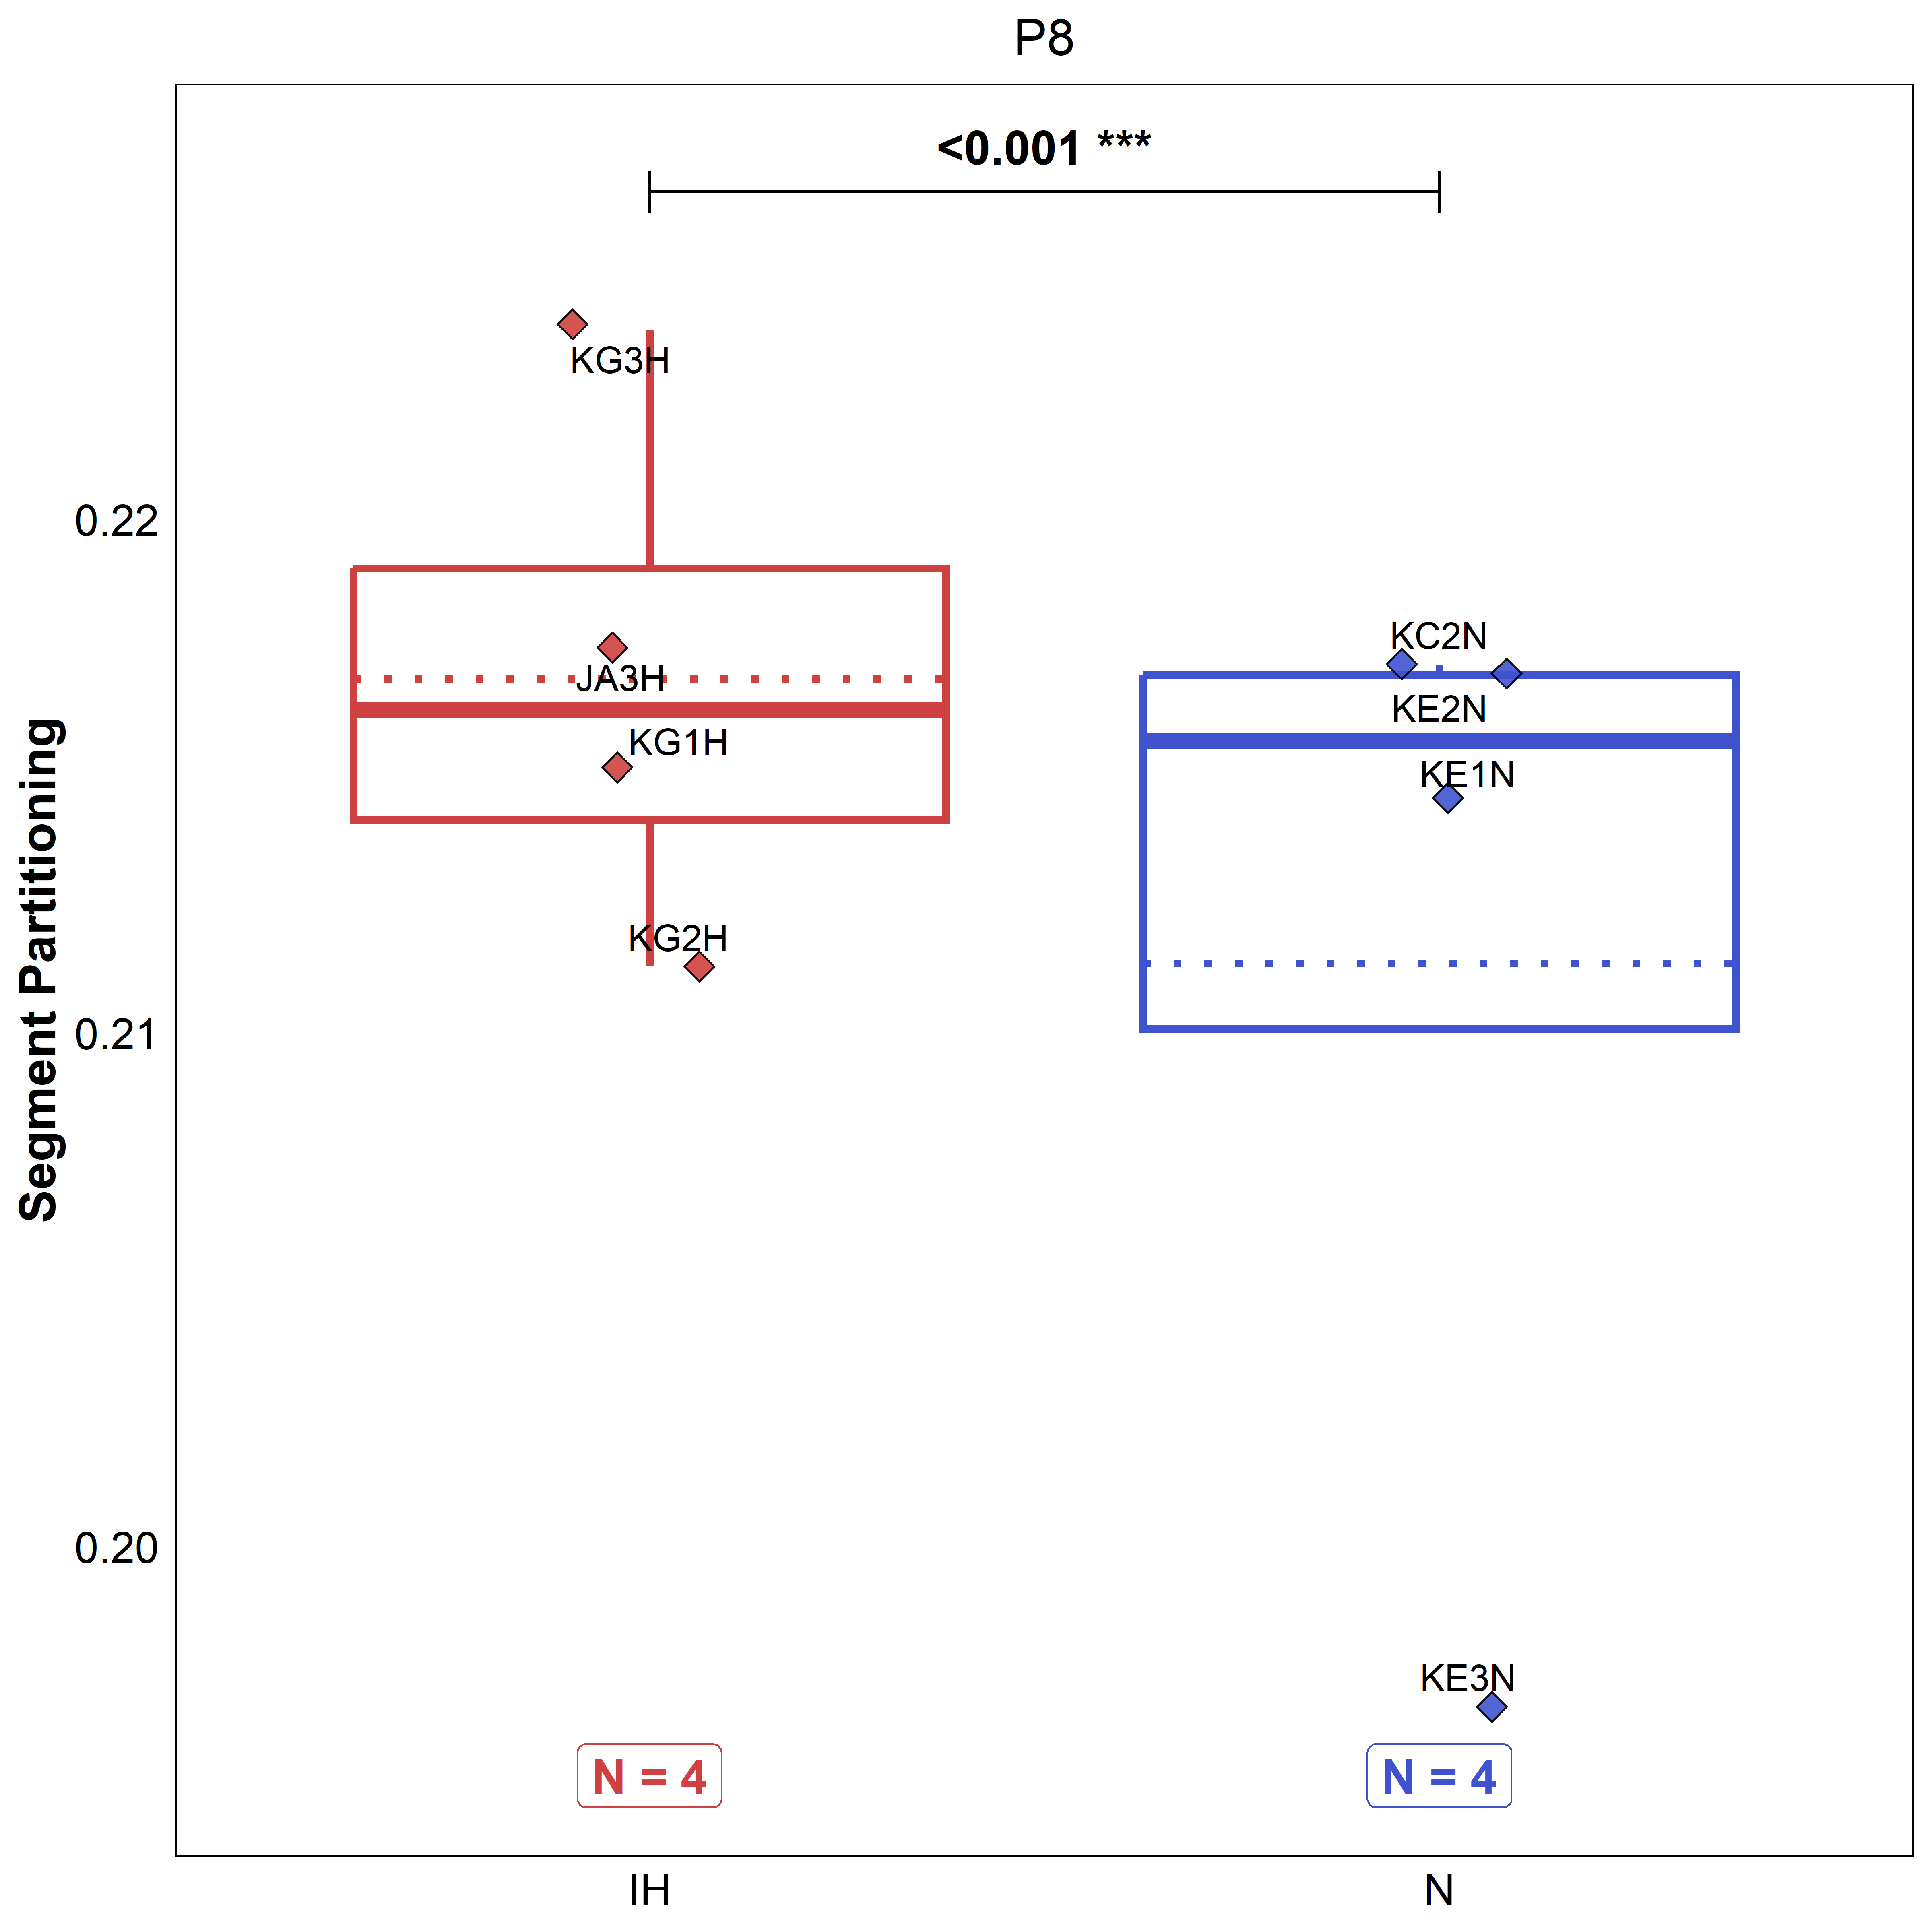 P8
<0.001 ***
KG3H
0.22
KC2N
JA3H
KE2N
KG1H
KE1N
KG2H
0.21
Segment Partitioning
0.20
KE3N
N = 4
N = 4
IH
N